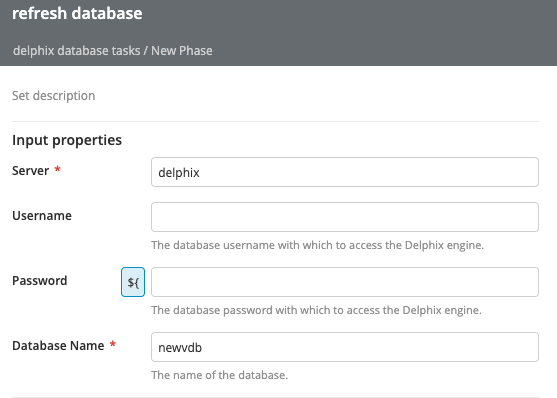 refresh database
delphix database tasks / New Phase
Set description
Input properties
Server * delphix
Username
The database username with which to access the Delphix engine.
Password ${
The database password with which to access the Delphix engine.
Database Name * newvdb
The name of the database.